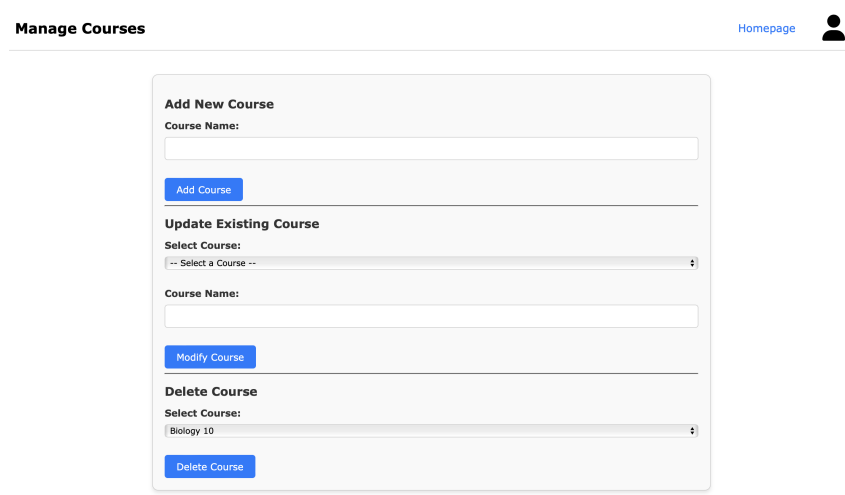 Manage Courses
Homepage
Add New Course
Course Name:
Add Course
Update Existing Course
Select Course:
-- Select a Course --
Course Name:
Modify Course
Delete Course
Select Course:
Biology 10
Delete Course